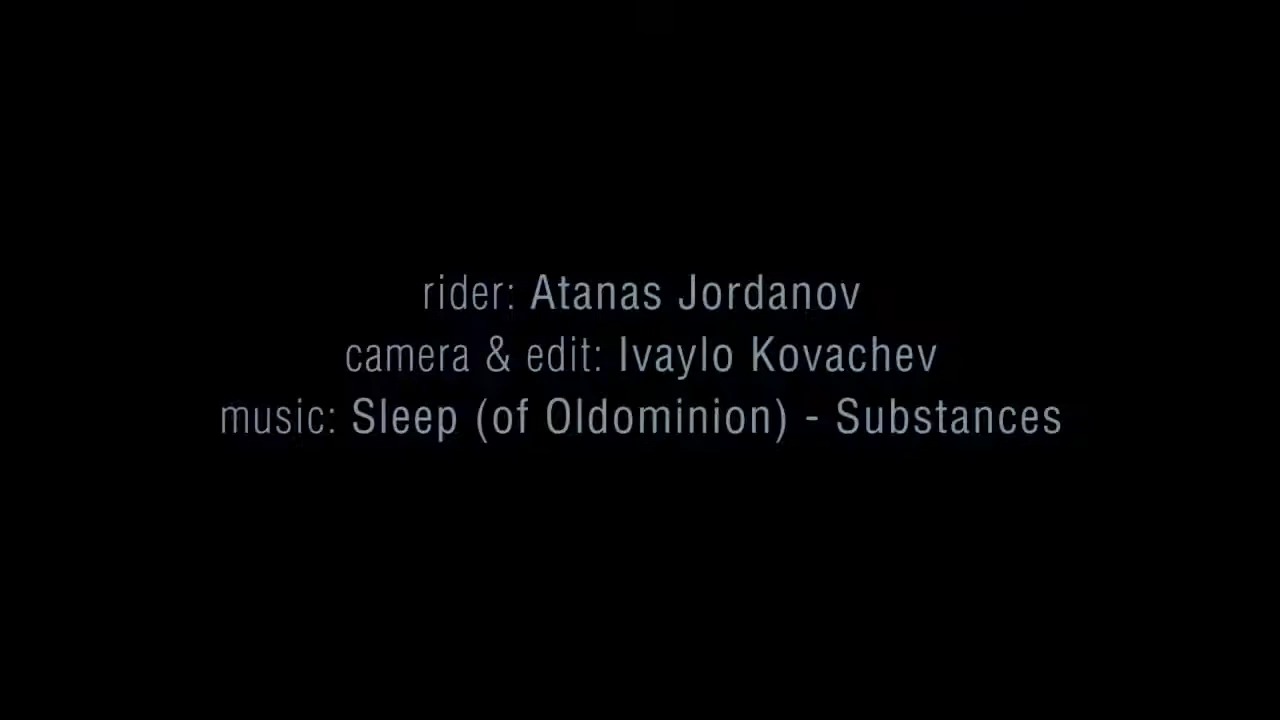 rider: Atanas Jordanov
camera & edit: Ivaylo Kovachev
music: Sleep (of Oldominion) - Substances